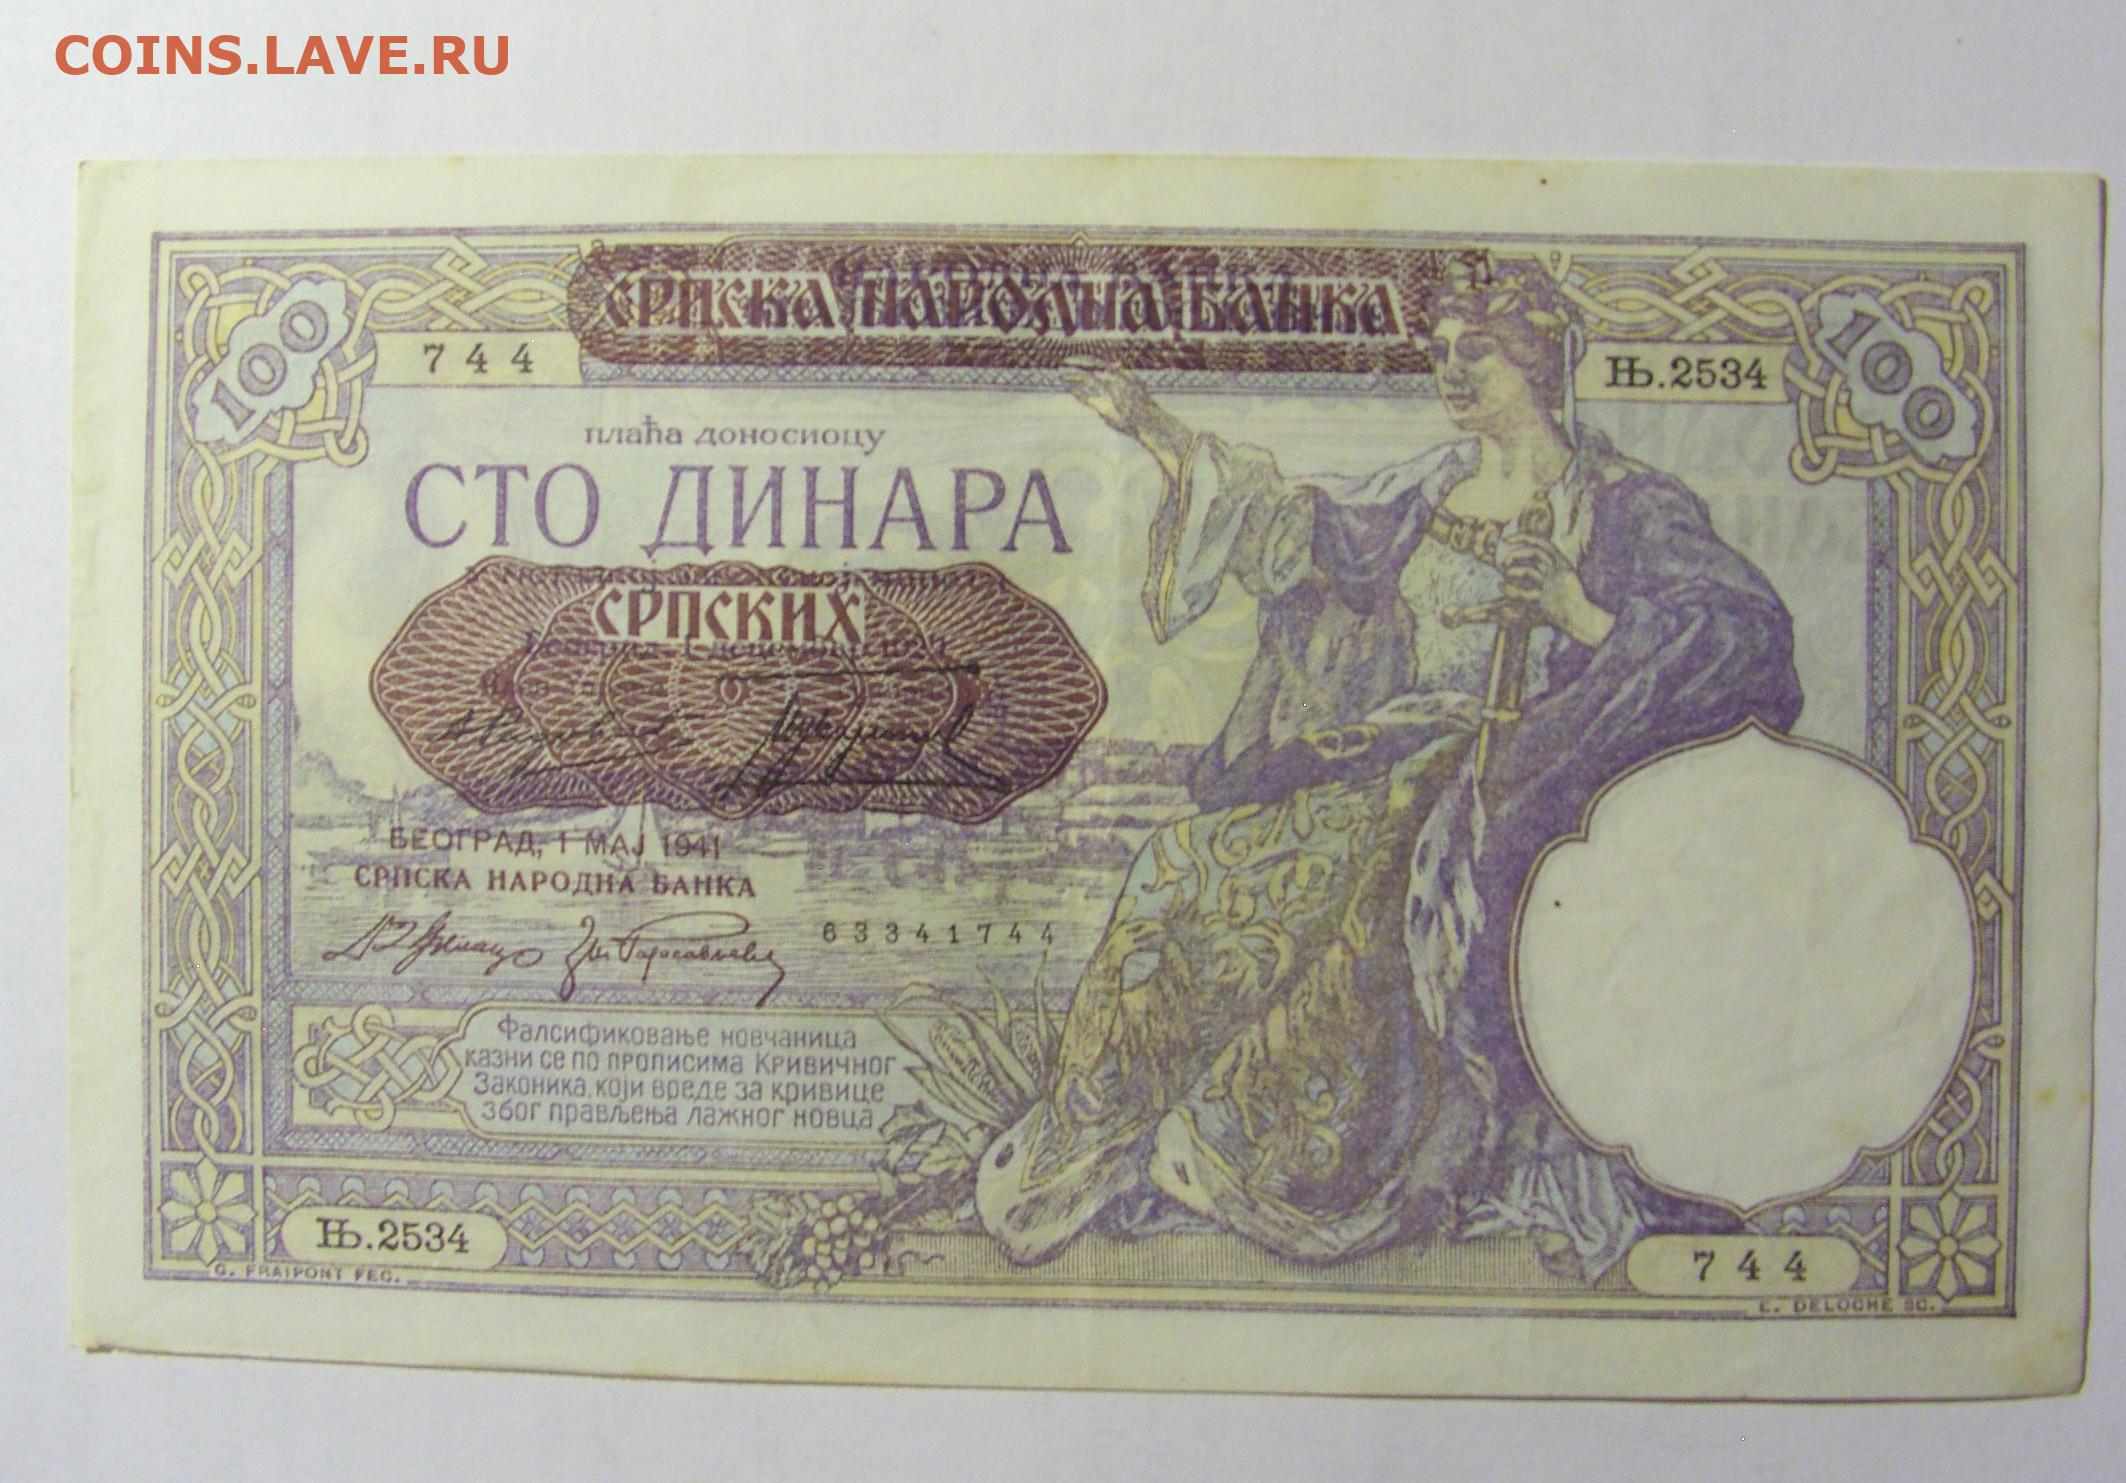 COINS.LAVE.RU
100
СРПСКА НАРОДНА БАНКА
100
744
Њ.2534
плаћа доносиоцу
СТО ДИНАРА
СРПСКИХ
БЕОГРАД, 1 МАЈ 1941
СРПСКА НАРОДНА БАНКА
63341744
Фалсификовање новчаница
казни се по прописима Кривичног
Законика, који вреде за кривице
због прављења лажног новца
Њ.2534
744
G. FRAIPONT FEC.
E. DELOCHE SC.